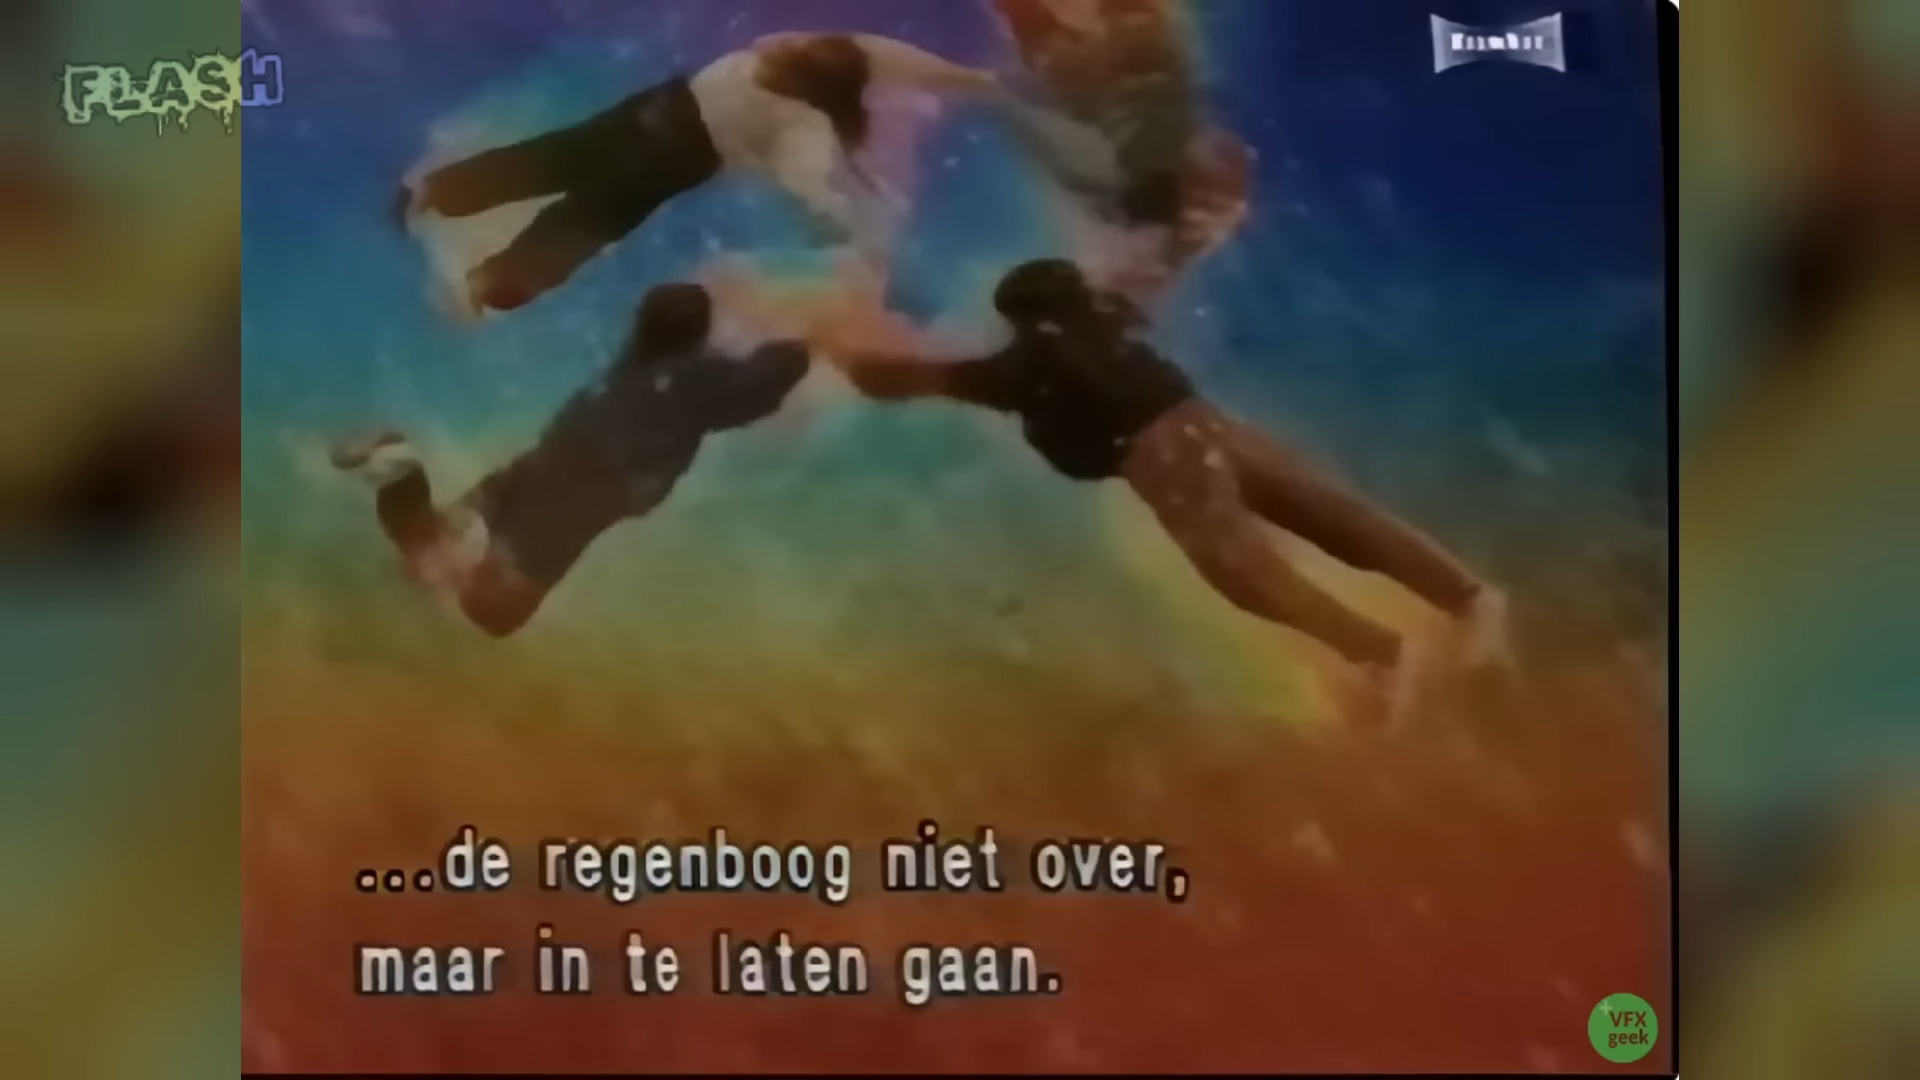 FLASH
...de regenboog niet over,
maar in te laten gaan.
VFX
geek